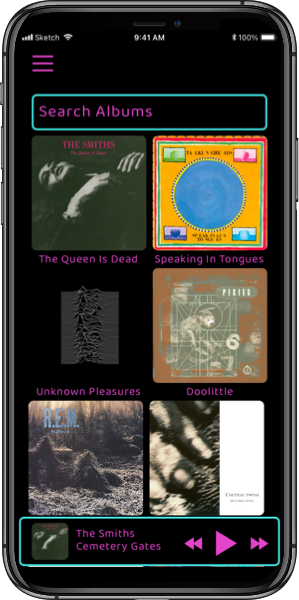 Sketch
9:41 AM
100%
Search Albums
THE SMITHS
The Queen Is Dead
TALKING HEADS
SPEAKING IN
TONGUES
The Queen Is Dead
Speaking In Tongues
PIXIES
Unknown Pleasures
Doolittle
R.E.M.
MURMUR
COCTEAU TWINS
The Smiths
Cemetery Gates